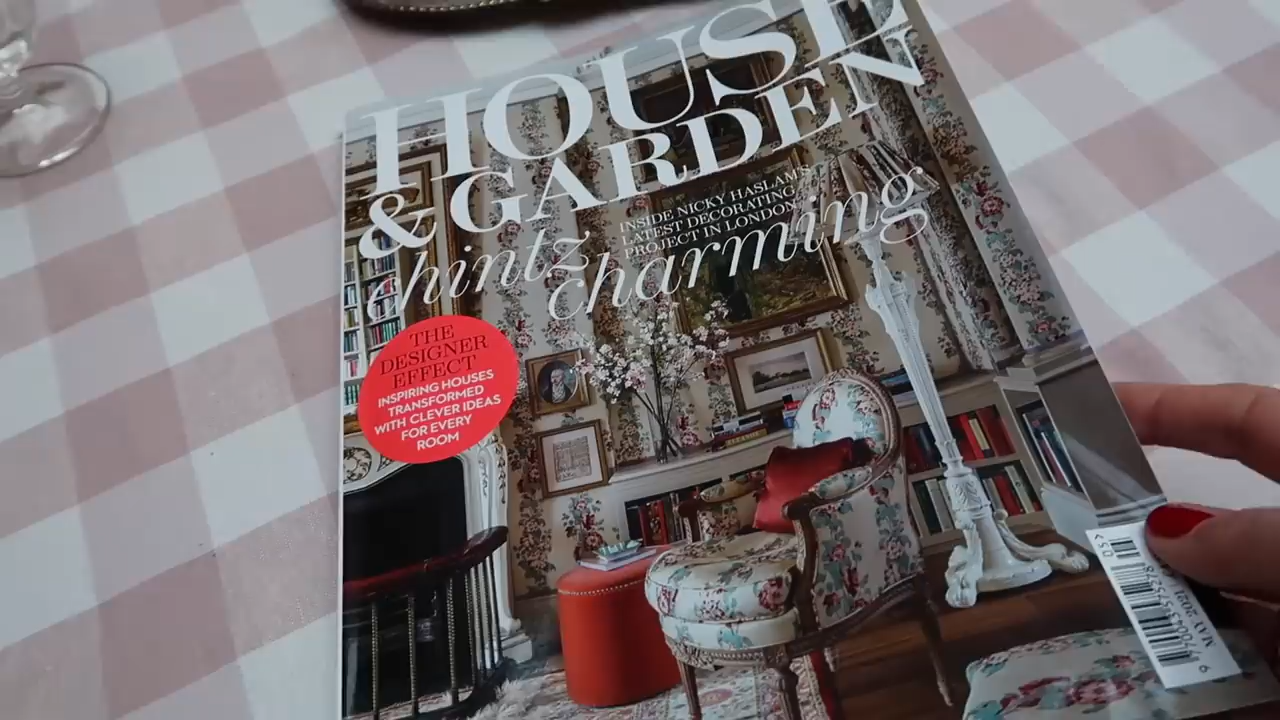 HOUSE
& GARDEN
INSIDE NICKY HASLAM'S
LATEST DECORATING
PROJECT IN LONDON
chintz charming
THE
DESIGNER
EFFECT
INSPIRING HOUSES
TRANSFORMED
WITH CLEVER IDEAS
FOR EVERY
ROOM